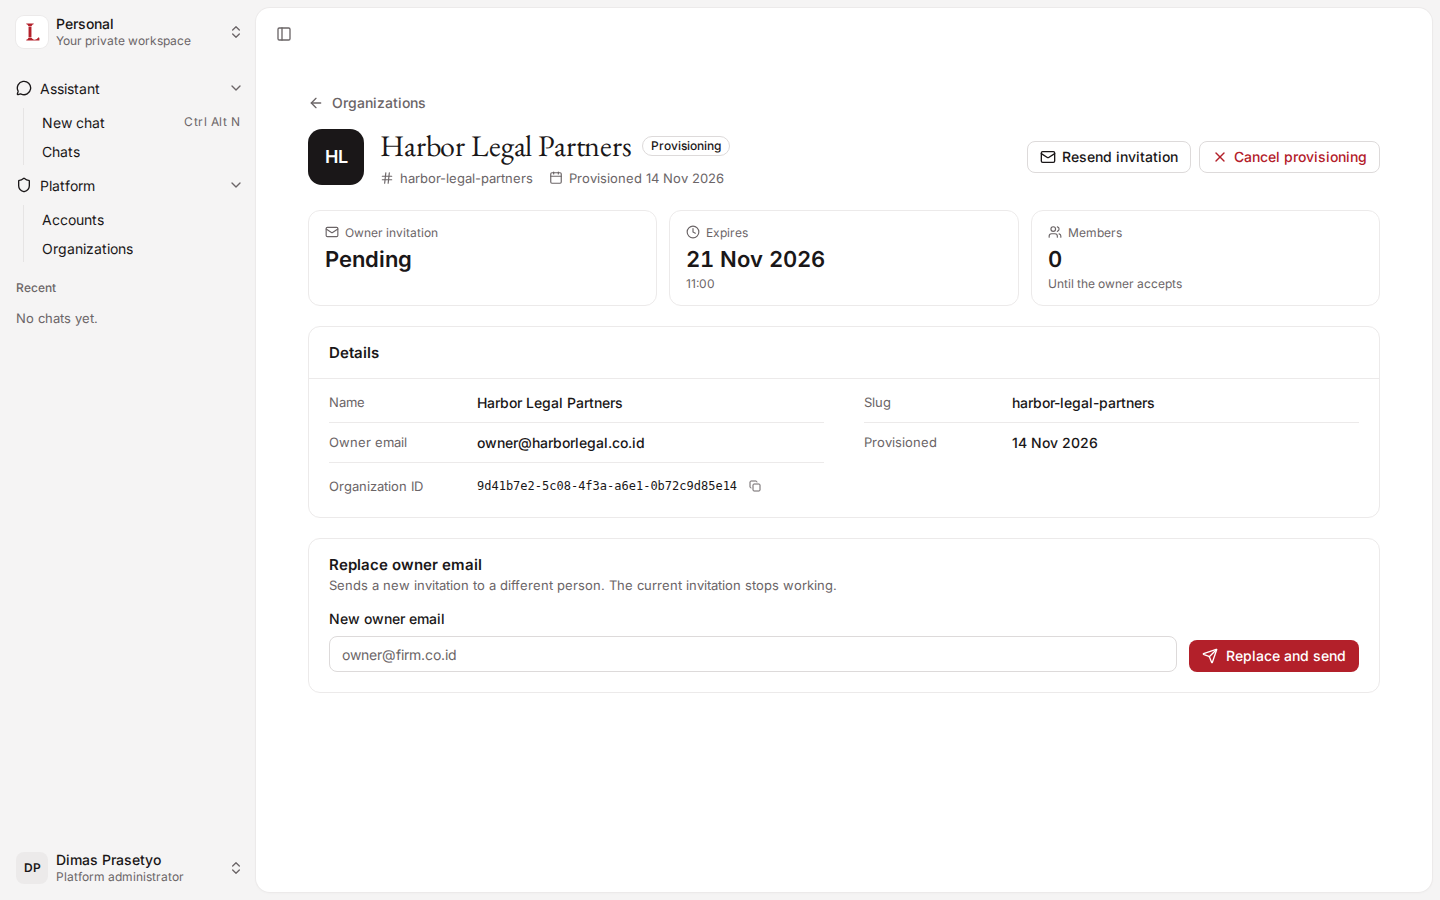 L
Personal
Your private workspace
Assistant
New chat Ctrl Alt N
Chats
Platform
Accounts
Organizations
Recent
No chats yet.
DP
Dimas Prasetyo
Platform administrator
Organizations
HL
Harbor Legal Partners Provisioning
harbor-legal-partners Provisioned 14 Nov 2026
Resend invitation Cancel provisioning
Owner invitation
Pending
Expires
21 Nov 2026
11:00
Members
0
Until the owner accepts
Details
Name Harbor Legal Partners Slug harbor-legal-partners
Owner email owner@harborlegal.co.id Provisioned 14 Nov 2026
Organization ID 9d41b7e2-5c08-4f3a-a6e1-0b72c9d85e14
Replace owner email
Sends a new invitation to a different person. The current invitation stops working.
New owner email
owner@firm.co.id Replace and send